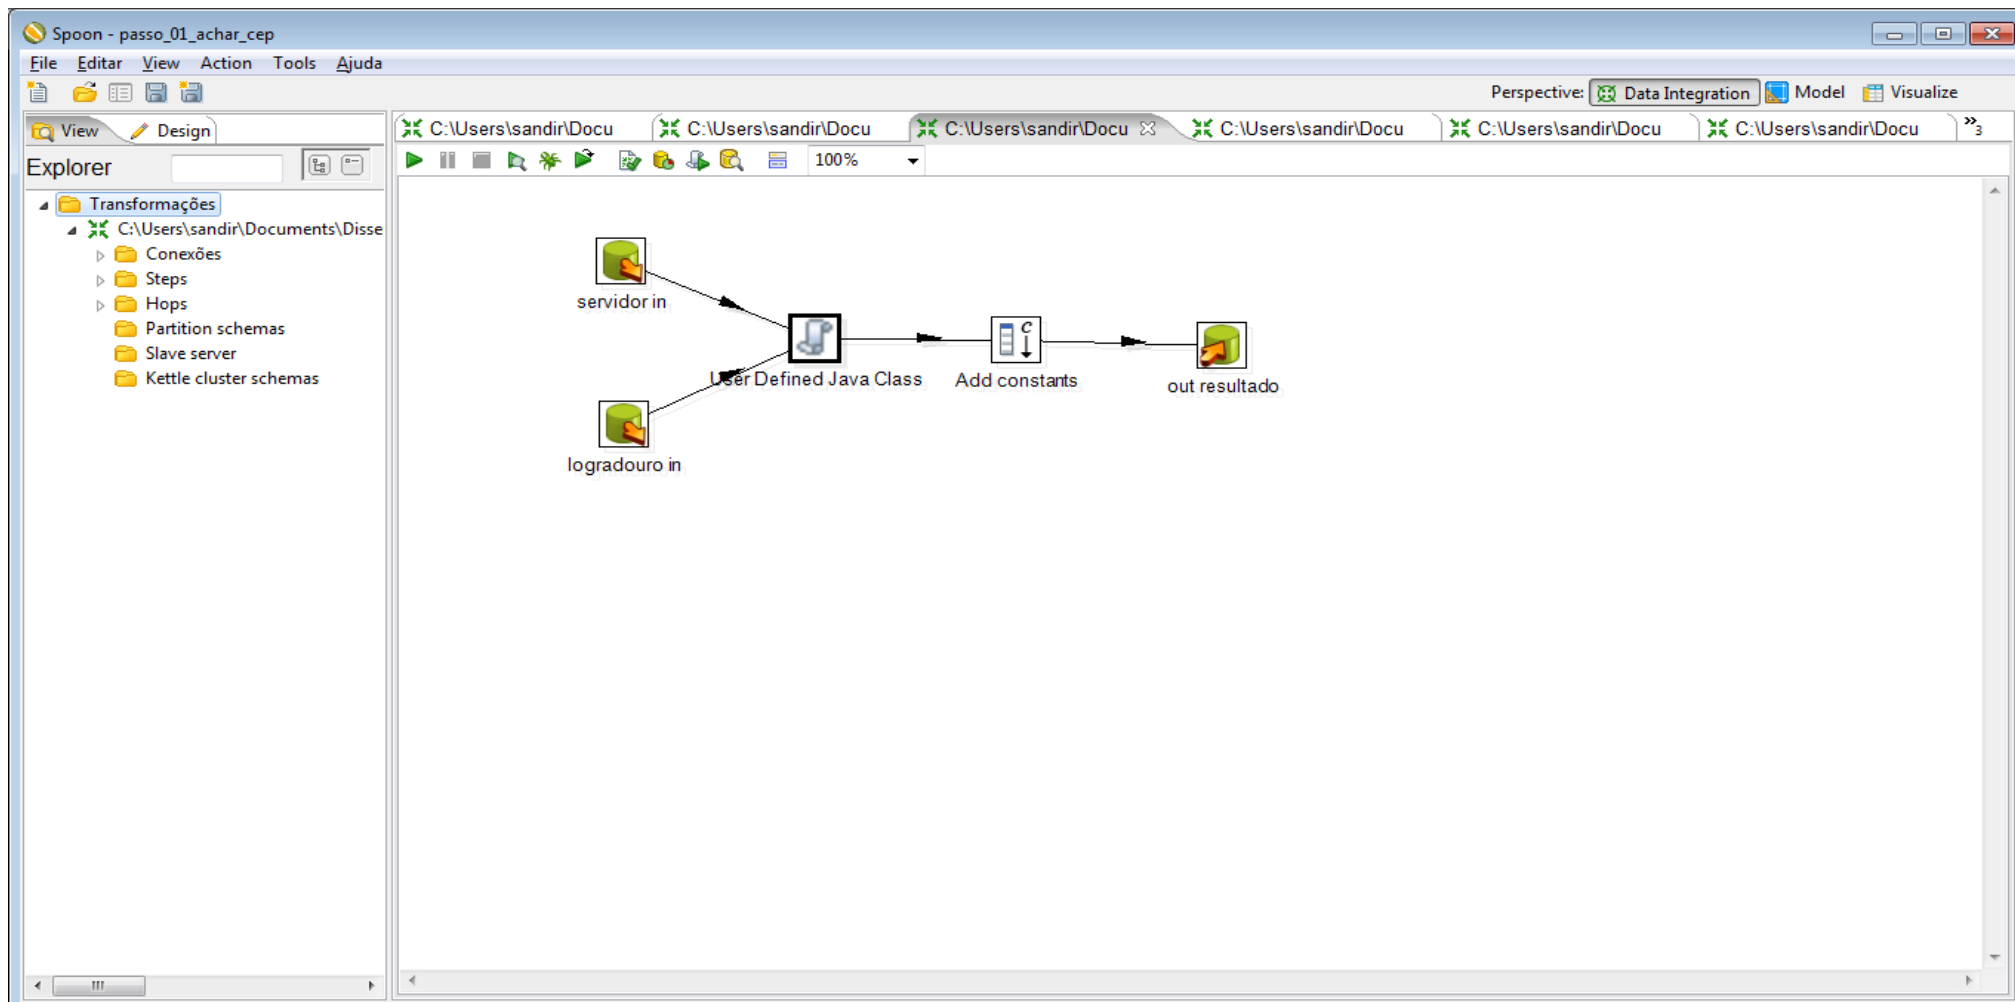 Spoon - passo_01_achar_cep
File Editar View Action Tools Ajuda
Perspective: Data Integration Model Visualize
View Design
C:\Users\sandir\Docu C:\Users\sandir\Docu C:\Users\sandir\Docu C:\Users\sandir\Docu C:\Users\sandir\Docu C:\Users\sandir\Docu »3
Explorer
100%
Transformações
C:\Users\sandir\Documents\Disse
Conexões
Steps
Hops
Partition schemas
Slave server
Kettle cluster schemas
servidor in
User Defined Java Class
C
Add constants
out resultado
logradouro in